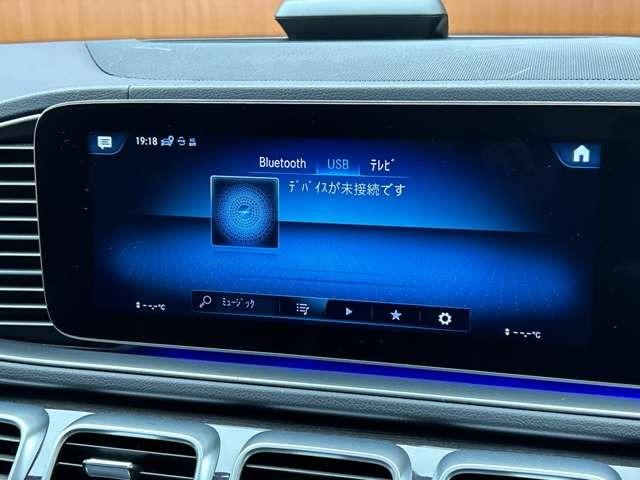 19:18
Bluetooth USB テレビ
デバイスが未接続です
ミュージック
--,-°C
--,-°C